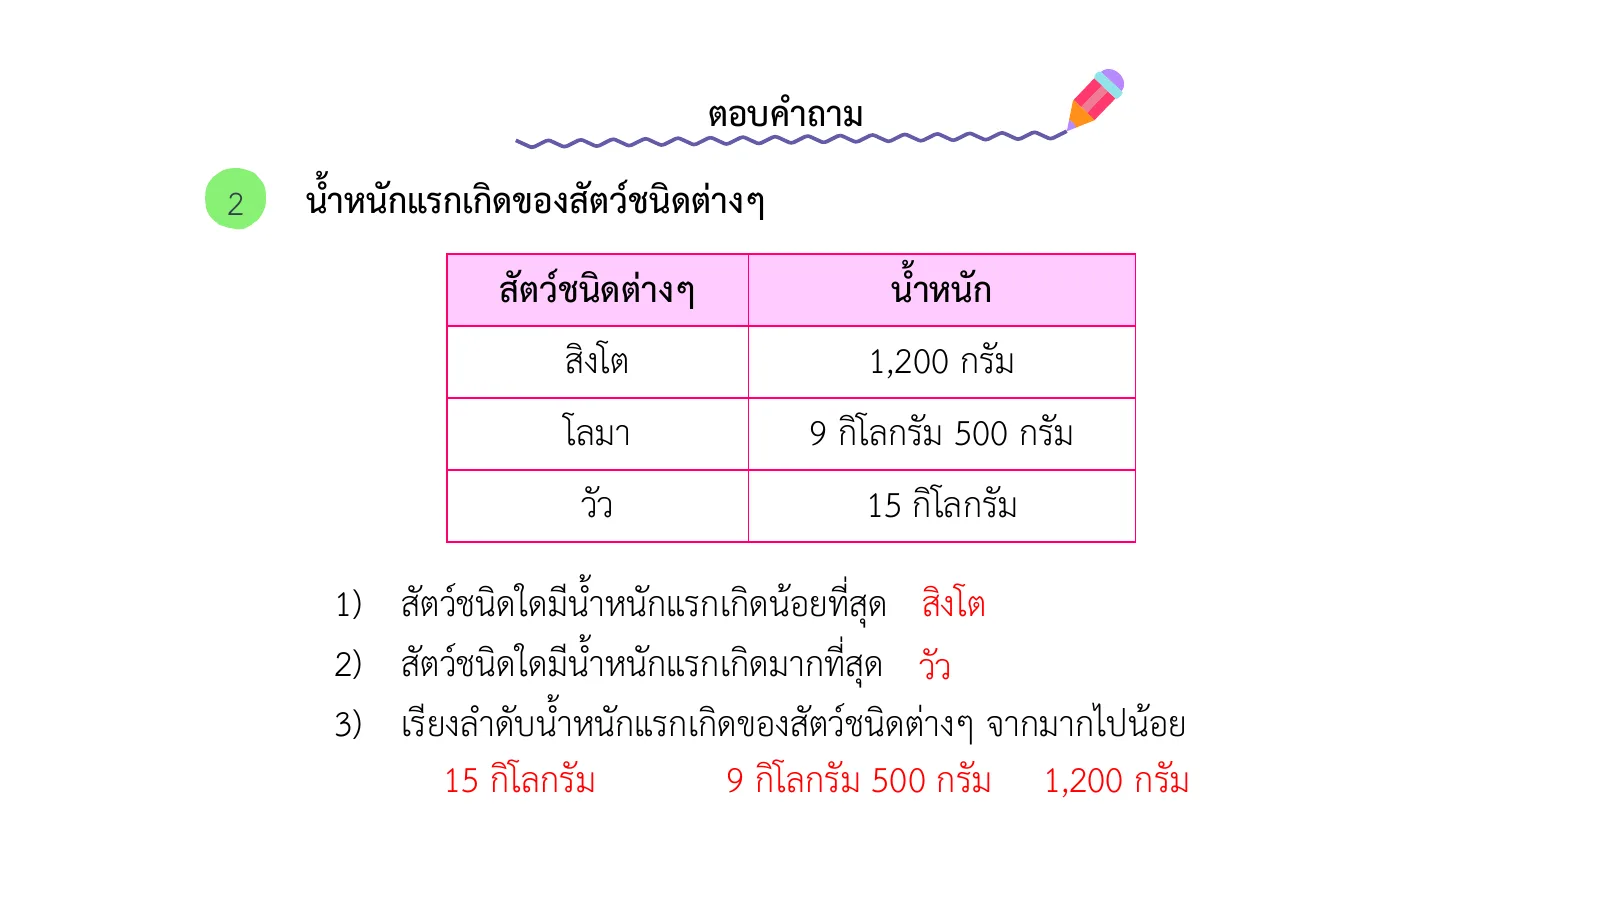 ตอบคำถาม
2 น้ำหนักแรกเกิดของสัตว์ชนิดต่างๆ
สัตว์ชนิดต่างๆ น้ำหนัก
สิงโต 1,200 กรัม
โลมา 9 กิโลกรัม 500 กรัม
วัว 15 กิโลกรัม
1) สัตว์ชนิดใดมีน้ำหนักแรกเกิดน้อยที่สุด สิงโต
2) สัตว์ชนิดใดมีน้ำหนักแรกเกิดมากที่สุด วัว
3) เรียงลำดับน้ำหนักแรกเกิดของสัตว์ชนิดต่างๆ จากมากไปน้อย
15 กิโลกรัม 9 กิโลกรัม 500 กรัม 1,200 กรัม